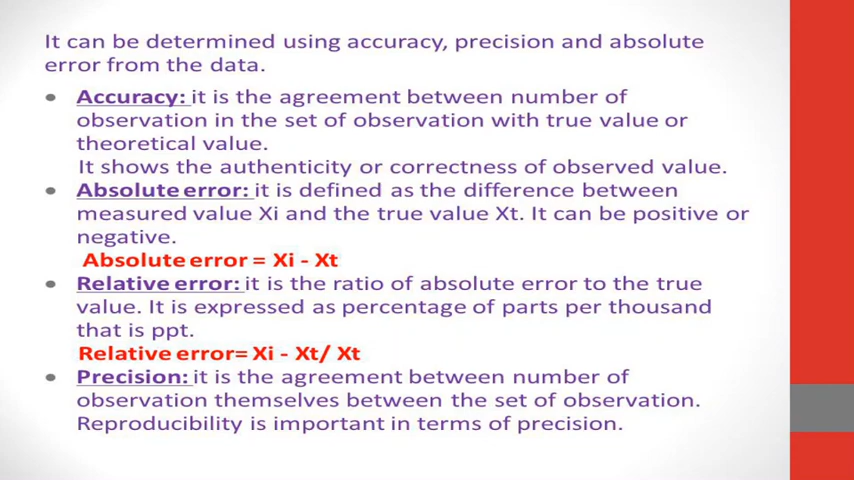 It can be determined using accuracy, precision and absolute
error from the data.
• Accuracy: it is the agreement between number of
observation in the set of observation with true value or
theoretical value.
It shows the authenticity or correctness of observed value.
• Absolute error: it is defined as the difference between
measured value Xi and the true value Xt. It can be positive or
negative.
Absolute error = Xi - Xt
• Relative error: it is the ratio of absolute error to the true
value. It is expressed as percentage of parts per thousand
that is ppt.
Relative error= Xi - Xt/ Xt
• Precision: it is the agreement between number of
observation themselves between the set of observation.
Reproducibility is important in terms of precision.